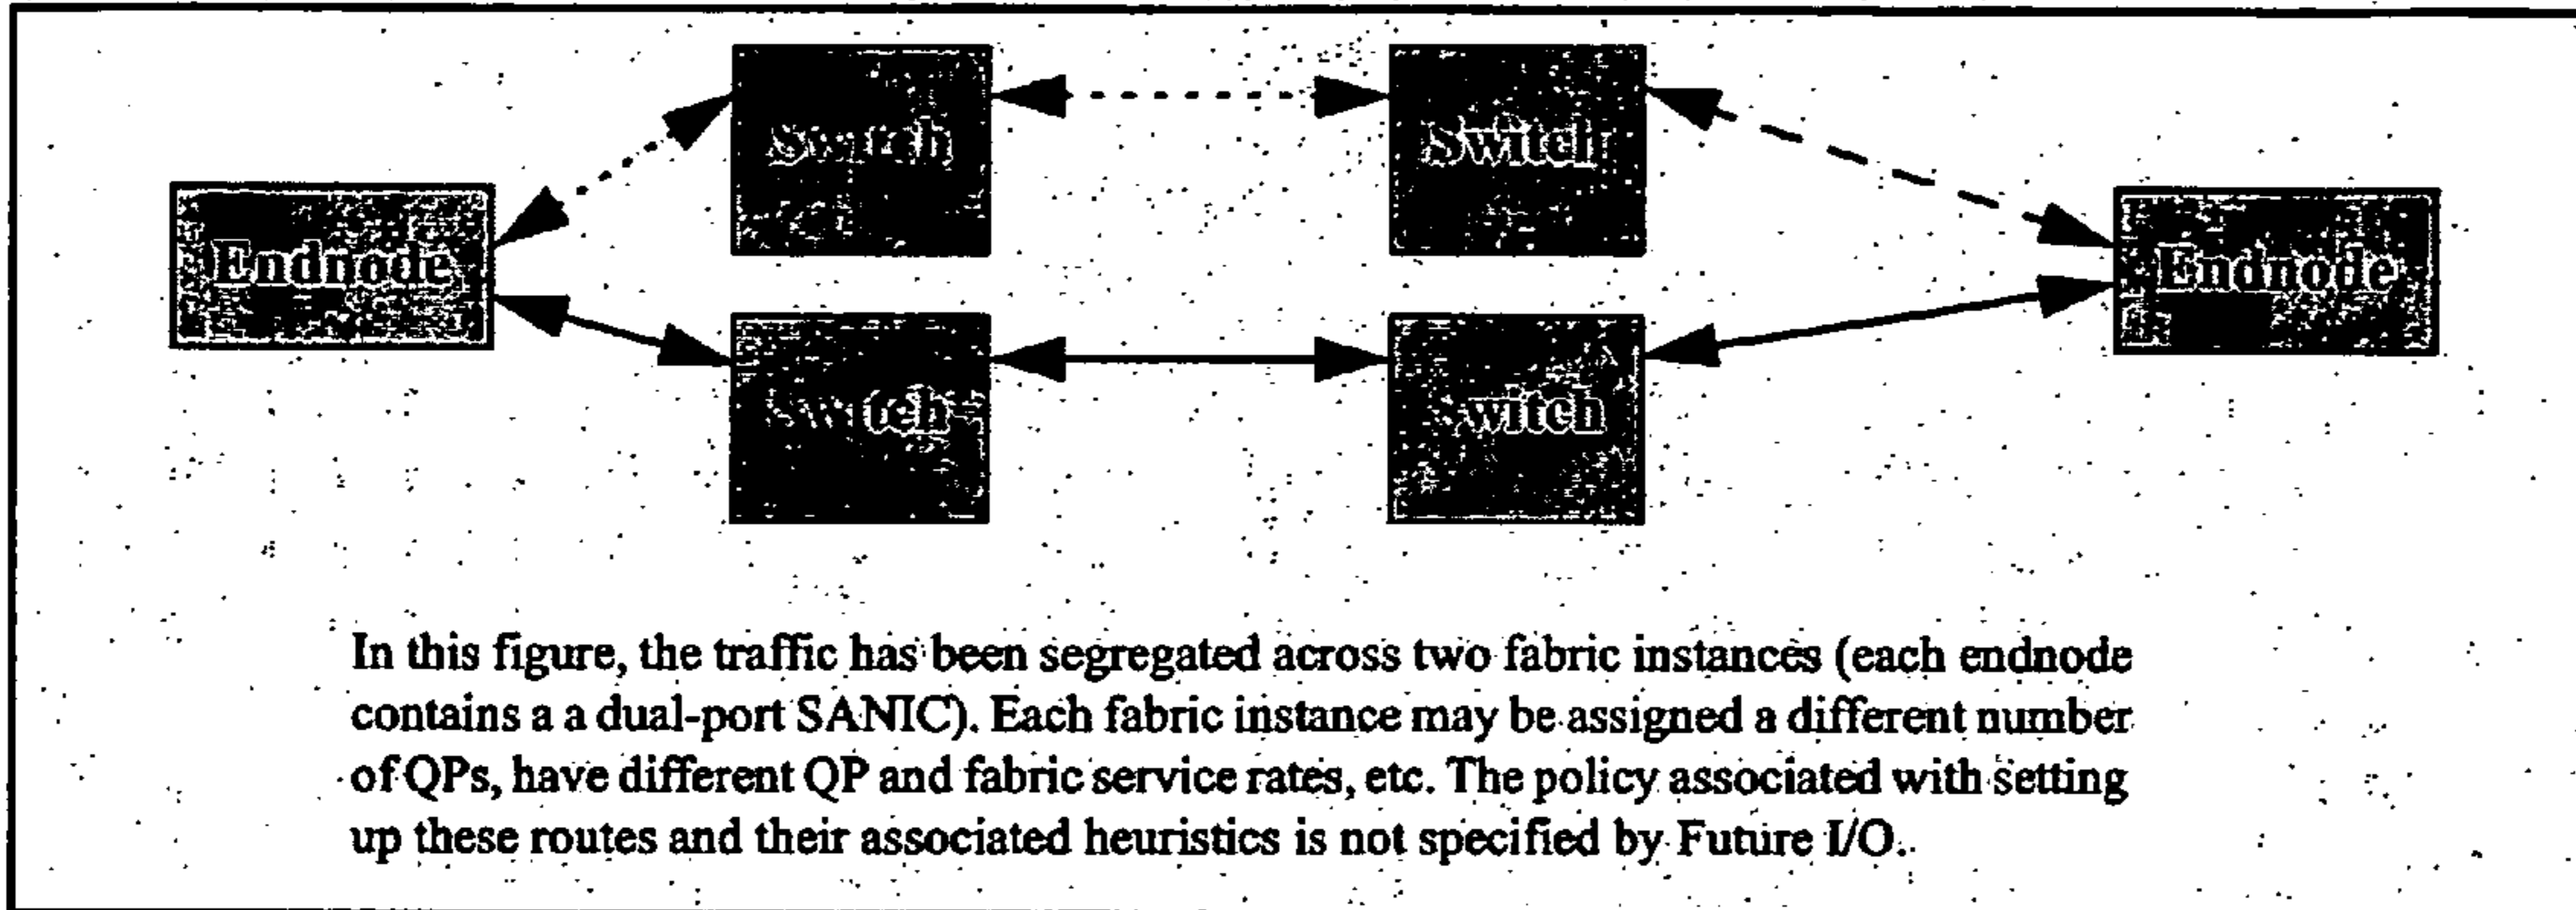 Switch
Switch
Endnode
Endnode
Switch
Switch
In this figure, the traffic has been segregated across two fabric instances (each endnode
contains a a dual-port SANIC). Each fabric instance may be assigned a different number
of QPs, have different QP and fabric service rates, etc. The policy associated with setting
up these routes and their associated heuristics is not specified by Future I/O.